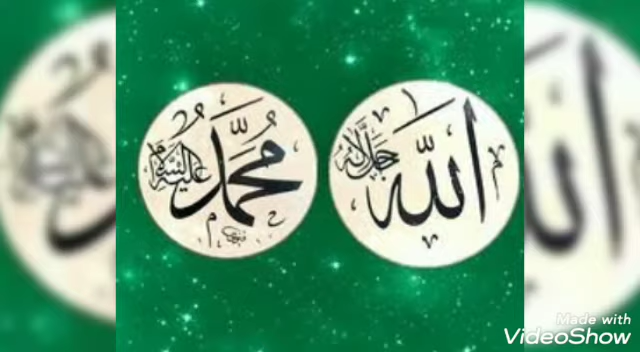 الله
جل جلاله
محمد
عليه السلام
Made with
VideoShow